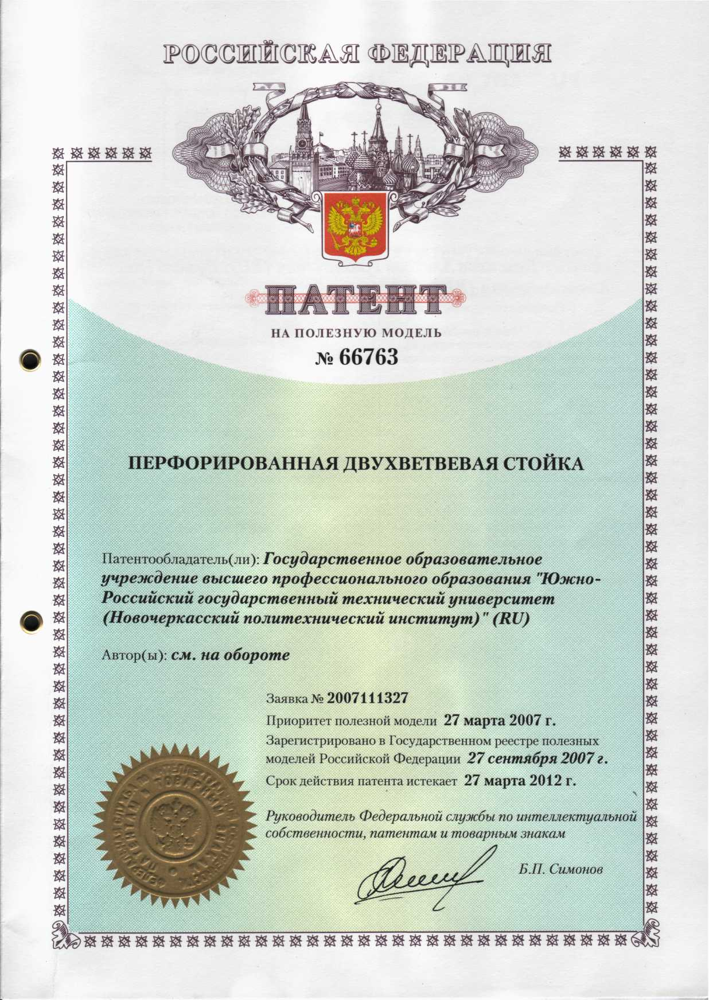 РОССИЙСКАЯ ФЕДЕРАЦИЯ
ПАТЕНТ
НА ПОЛЕЗНУЮ МОДЕЛЬ
№ 66763
ПЕРФОРИРОВАННАЯ ДВУХВЕТВЕВАЯ СТОЙКА
Патентообладатель(ли): Государственное образовательное
учреждение высшего профессионального образования "Южно-
Российский государственный технический университет
(Новочеркасский политехнический институт)" (RU)
Автор(ы): см. на обороте
Заявка № 2007111327
Приоритет полезной модели 27 марта 2007 г.
Зарегистрировано в Государственном реестре полезных
моделей Российской Федерации 27 сентября 2007 г.
Срок действия патента истекает 27 марта 2012 г.
Руководитель Федеральной службы по интеллектуальной
собственности, патентам и товарным знакам
Б.П. Симонов
ПАТЕНТАМ И ТОВАРНЫМ ЗНАКАМ